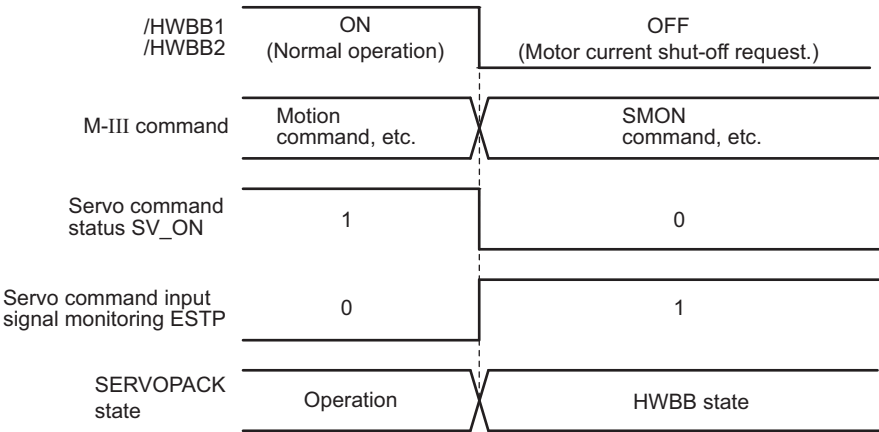 /HWBB1
/HWBB2
ON
(Normal operation)
OFF
(Motor current shut-off request.)
M-III command
Motion
command, etc.
SMON
command, etc.
Servo command
status SV_ON
1
0
Servo command input
signal monitoring ESTP
0
1
SERVOPACK
state
Operation
HWBB state